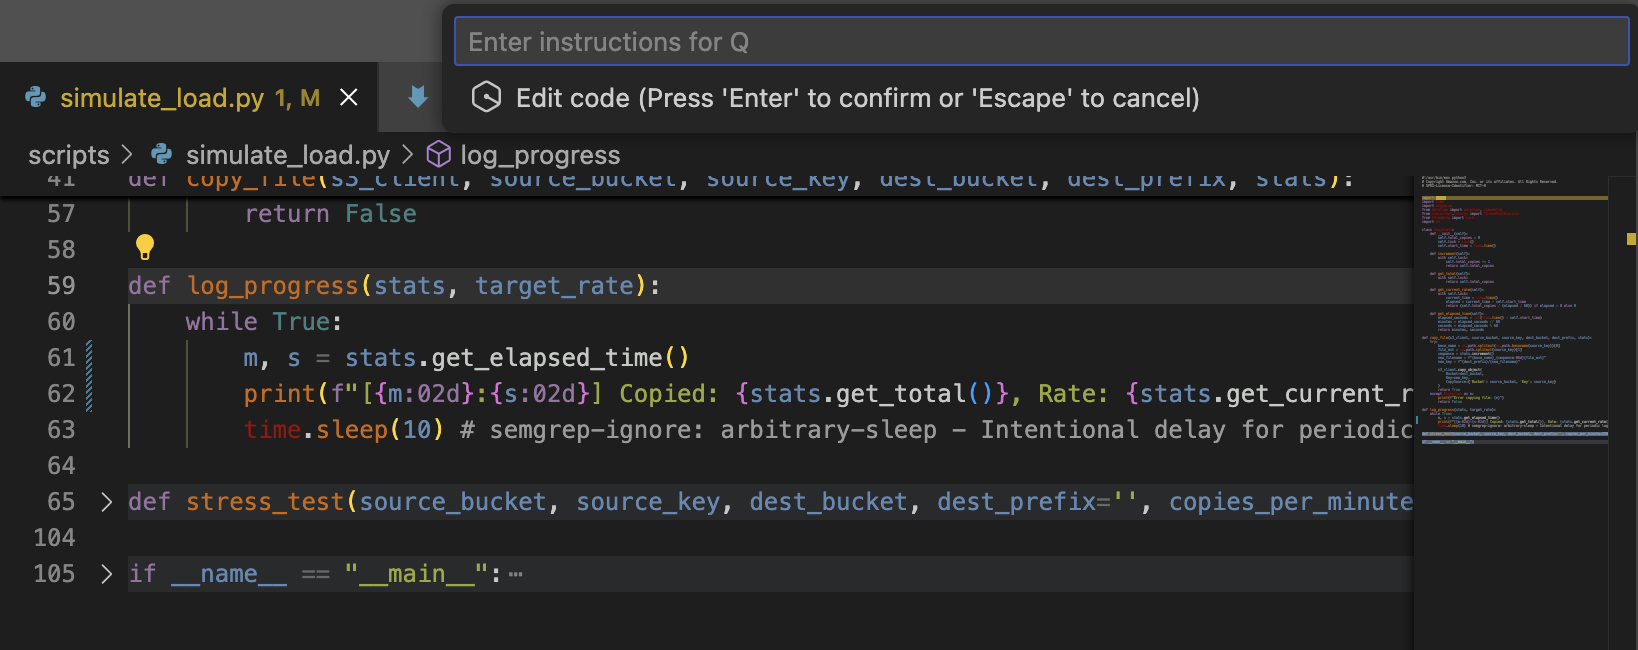 Enter instructions for Q
Edit code (Press 'Enter' to confirm or 'Escape' to cancel)
simulate_load.py 1, M
scripts > simulate_load.py > log_progress
41 def copy_file(s3_client, source_bucket, source_key, dest_bucket, dest_prefix, stats):
57 return False
58
59 def log_progress(stats, target_rate):
60 while True:
61 m, s = stats.get_elapsed_time()
62 print(f"[{m:02d}:{s:02d}] Copied: {stats.get_total()}, Rate: {stats.get_current_r
63 time.sleep(10) # semgrep-ignore: arbitrary-sleep - Intentional delay for periodic
64
65 def stress_test(source_bucket, source_key, dest_bucket, dest_prefix='', copies_per_minute
104
105 if __name__ == "__main__":⋯